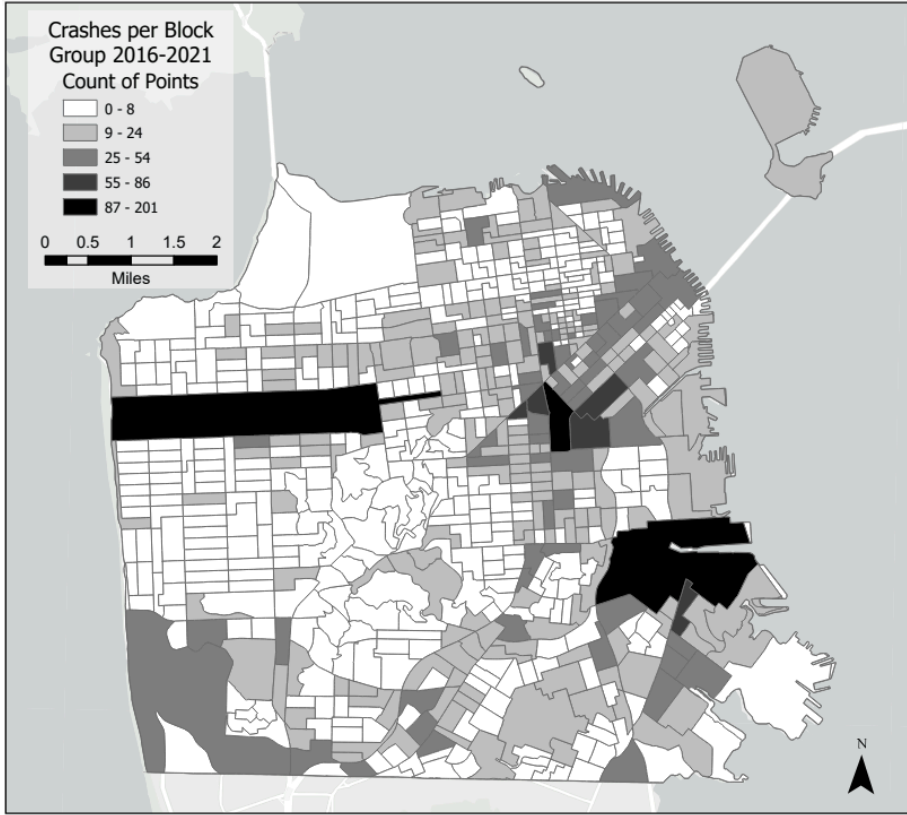 Crashes per Block
Group 2016-2021
Count of Points
0 - 8
9 - 24
25 - 54
55 - 86
87 - 201
0 0.5 1 1.5 2
Miles
N